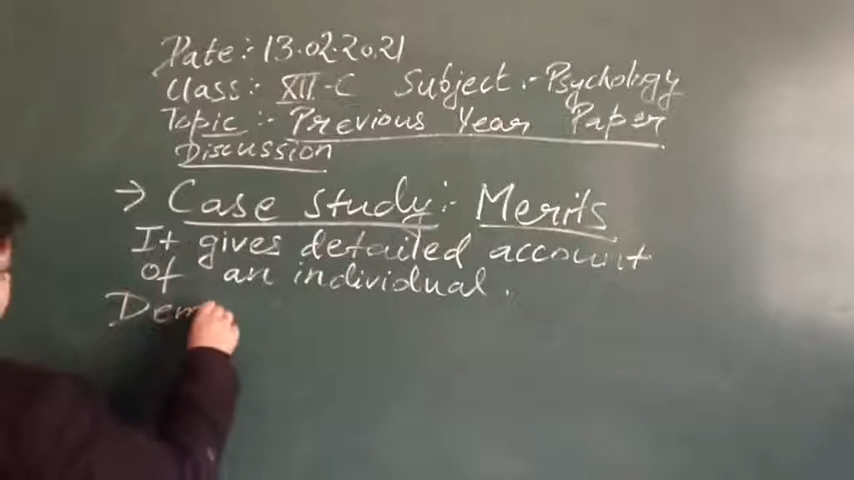 Date:- 13.02.2021
Class:- XII-C Subject:- Psychology
Topic:- Previous Year Paper
Discussion
→ Case Study:- Merits
It gives detailed account
of an individual.
Dem